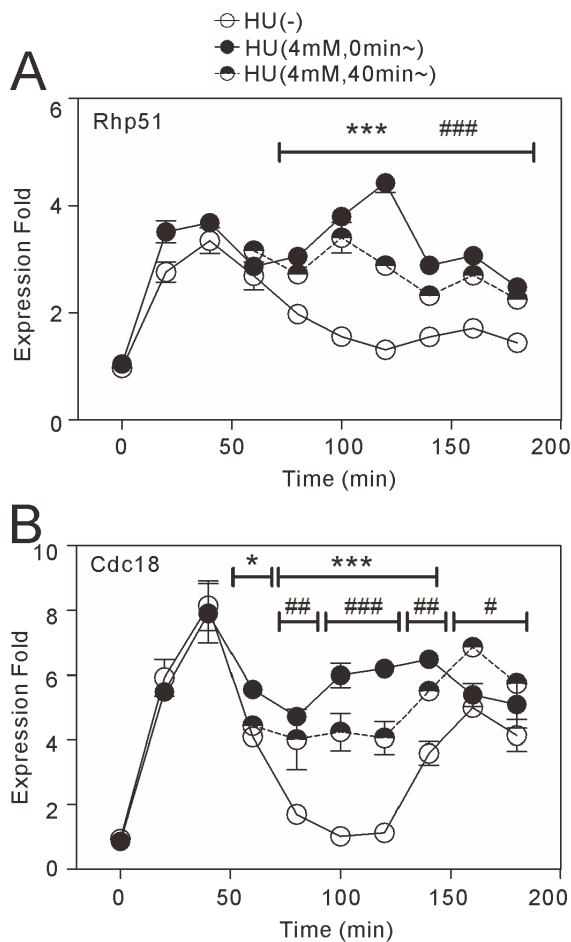 HU(-)
HU(4mM,0min~)
HU(4mM,40min~)
A
Rhp51
*** ###
6
4
2
0
Expression Fold
0 50 100 150 200
Time (min)
B
Cdc18
* ***
## ### ## #
10
8
6
4
2
0
Expression Fold
0 50 100 150 200
Time (min)